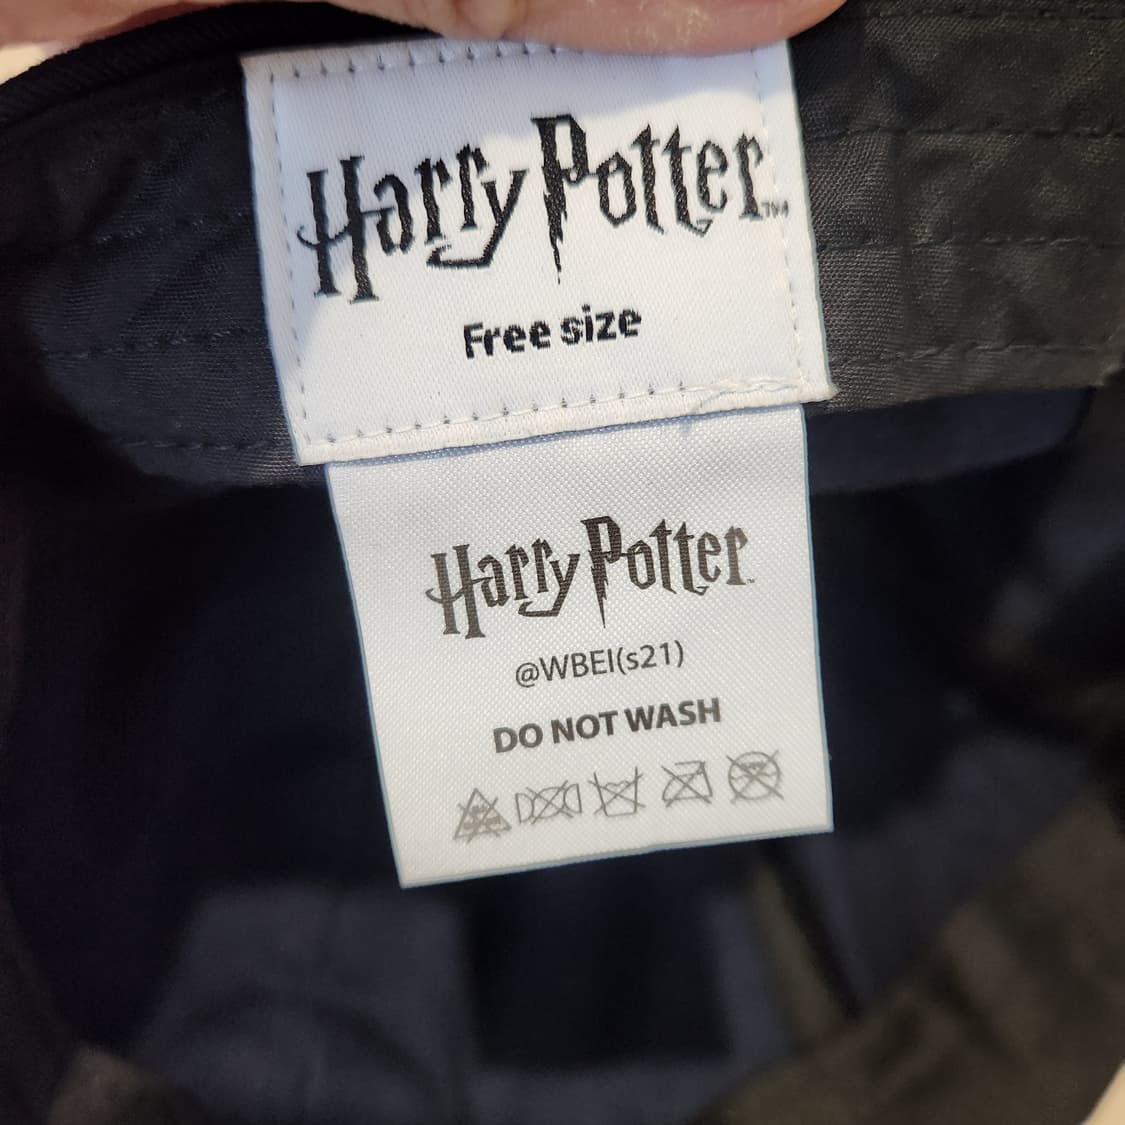 Harry Potter™
Free size
Harry Potter
@WBEI(s21)
DO NOT WASH